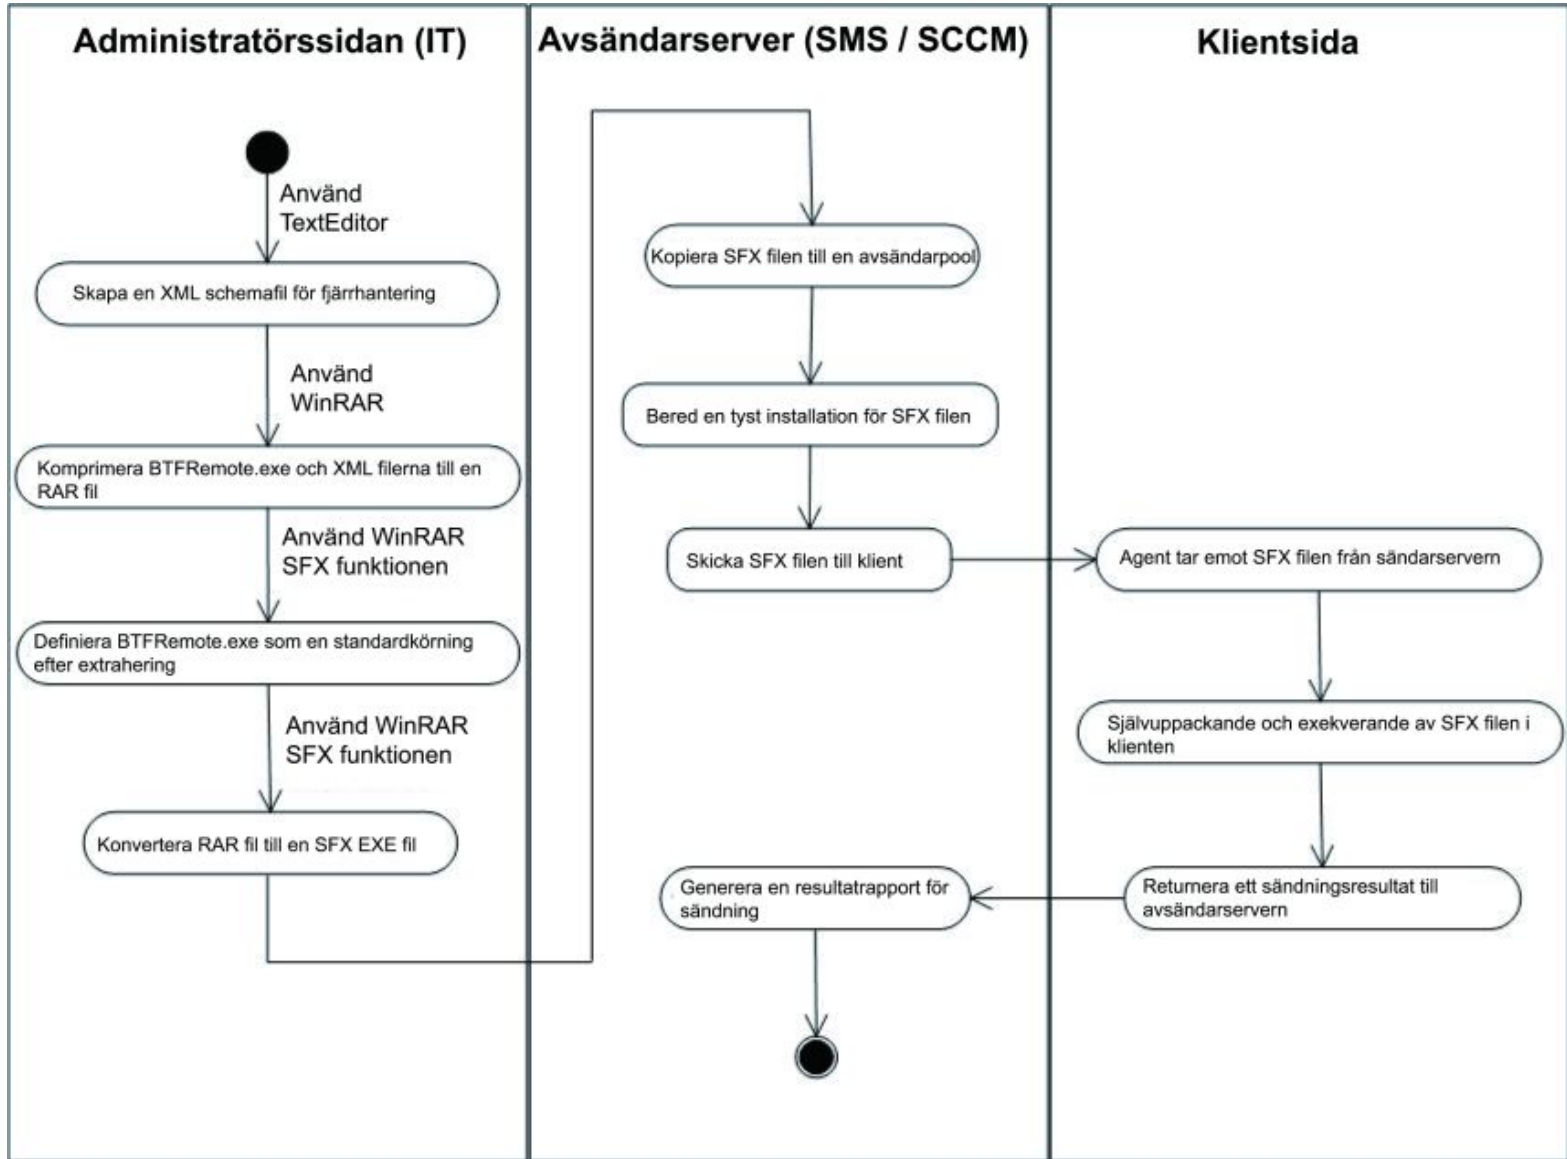 Administratörssidan (IT)
Avsändarserver (SMS / SCCM)
Klientsida
Använd
TextEditor
Skapa en XML schemafil för fjärrhantering
Använd
WinRAR
Komprimera BTFRemote.exe och XML filerna till en
RAR fil
Använd WinRAR
SFX funktionen
Definiera BTFRemote.exe som en standardkörning
efter extrahering
Använd WinRAR
SFX funktionen
Konvertera RAR fil till en SFX EXE fil
Kopiera SFX filen till en avsändarpool
Bered en tyst installation för SFX filen
Skicka SFX filen till klient
Agent tar emot SFX filen från sändarservern
Självuppackande och exekverande av SFX filen i
klienten
Returnera ett sändningsresultat till
avsändarservern
Generera en resultatrapport för
sändning